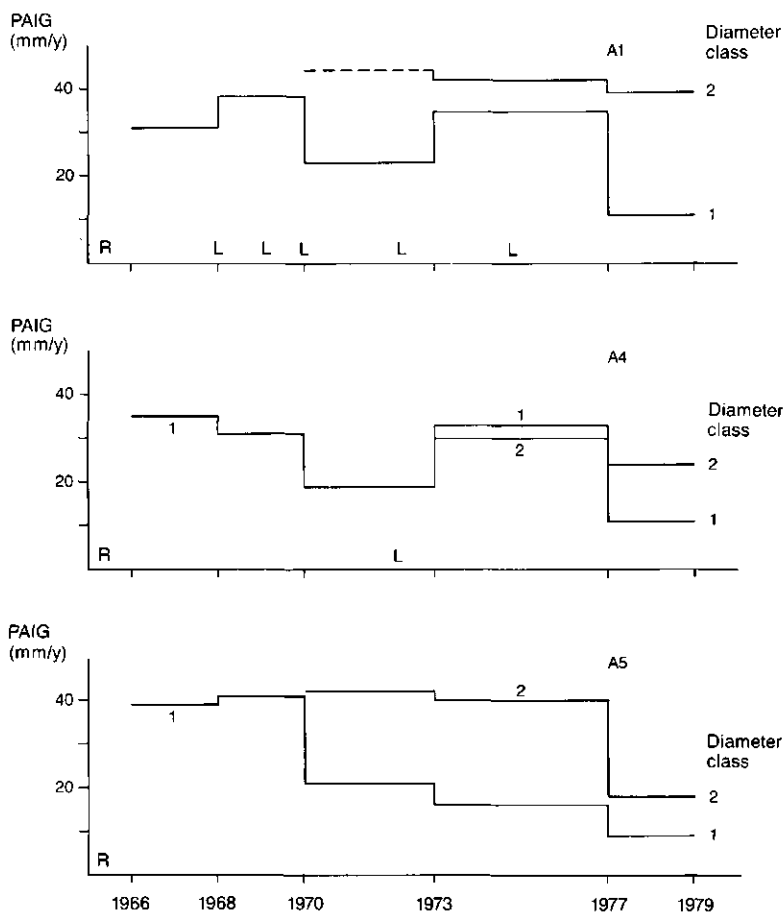 PAIG
(mm/y)
A1
Diameter
class
40
2
20
1
R L L L L L
PAIG
(mm/y)
A4
40
1
Diameter
class
1
2
2
20
1
R L
PAIG
(mm/y)
A5
40
2
1
Diameter
class
20
2
1
R
1966 1968 1970 1973 1977 1979